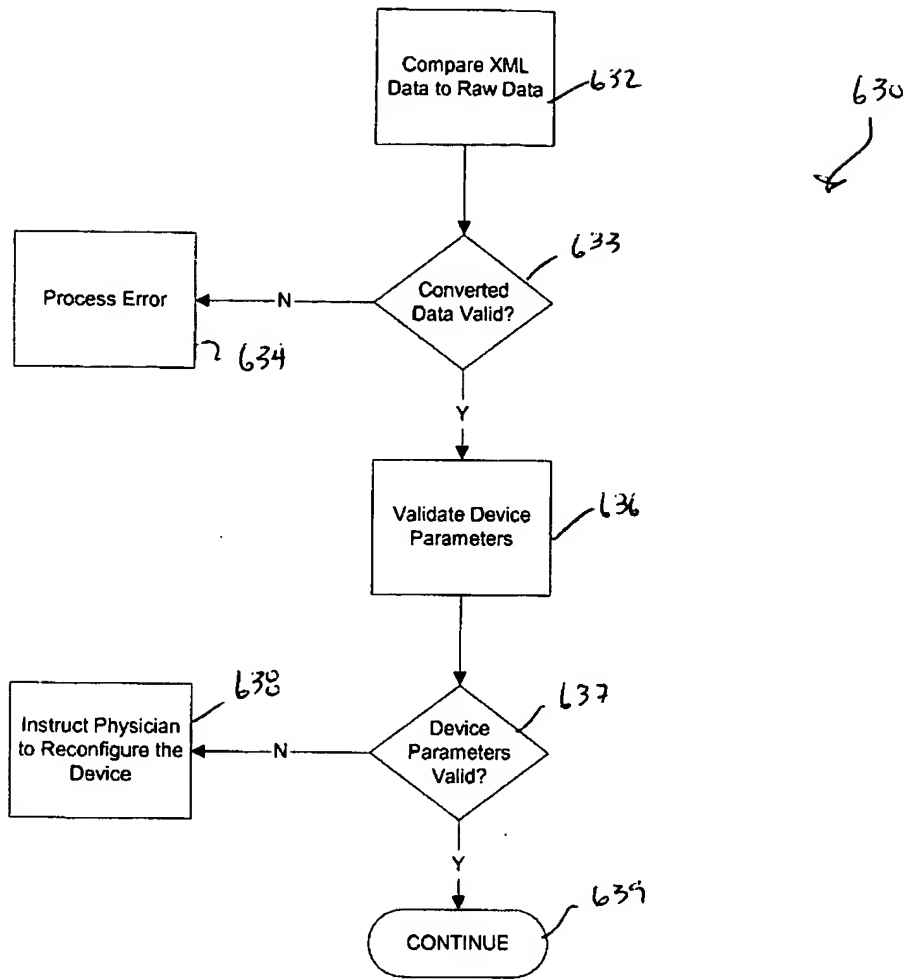 Compare XML
Data to Raw Data
632
630
633
Converted
Data Valid?
N
Process Error
634
Y
Validate Device
Parameters
636
638
Instruct Physician
to Reconfigure the
Device
N
637
Device
Parameters
Valid?
Y
CONTINUE
639